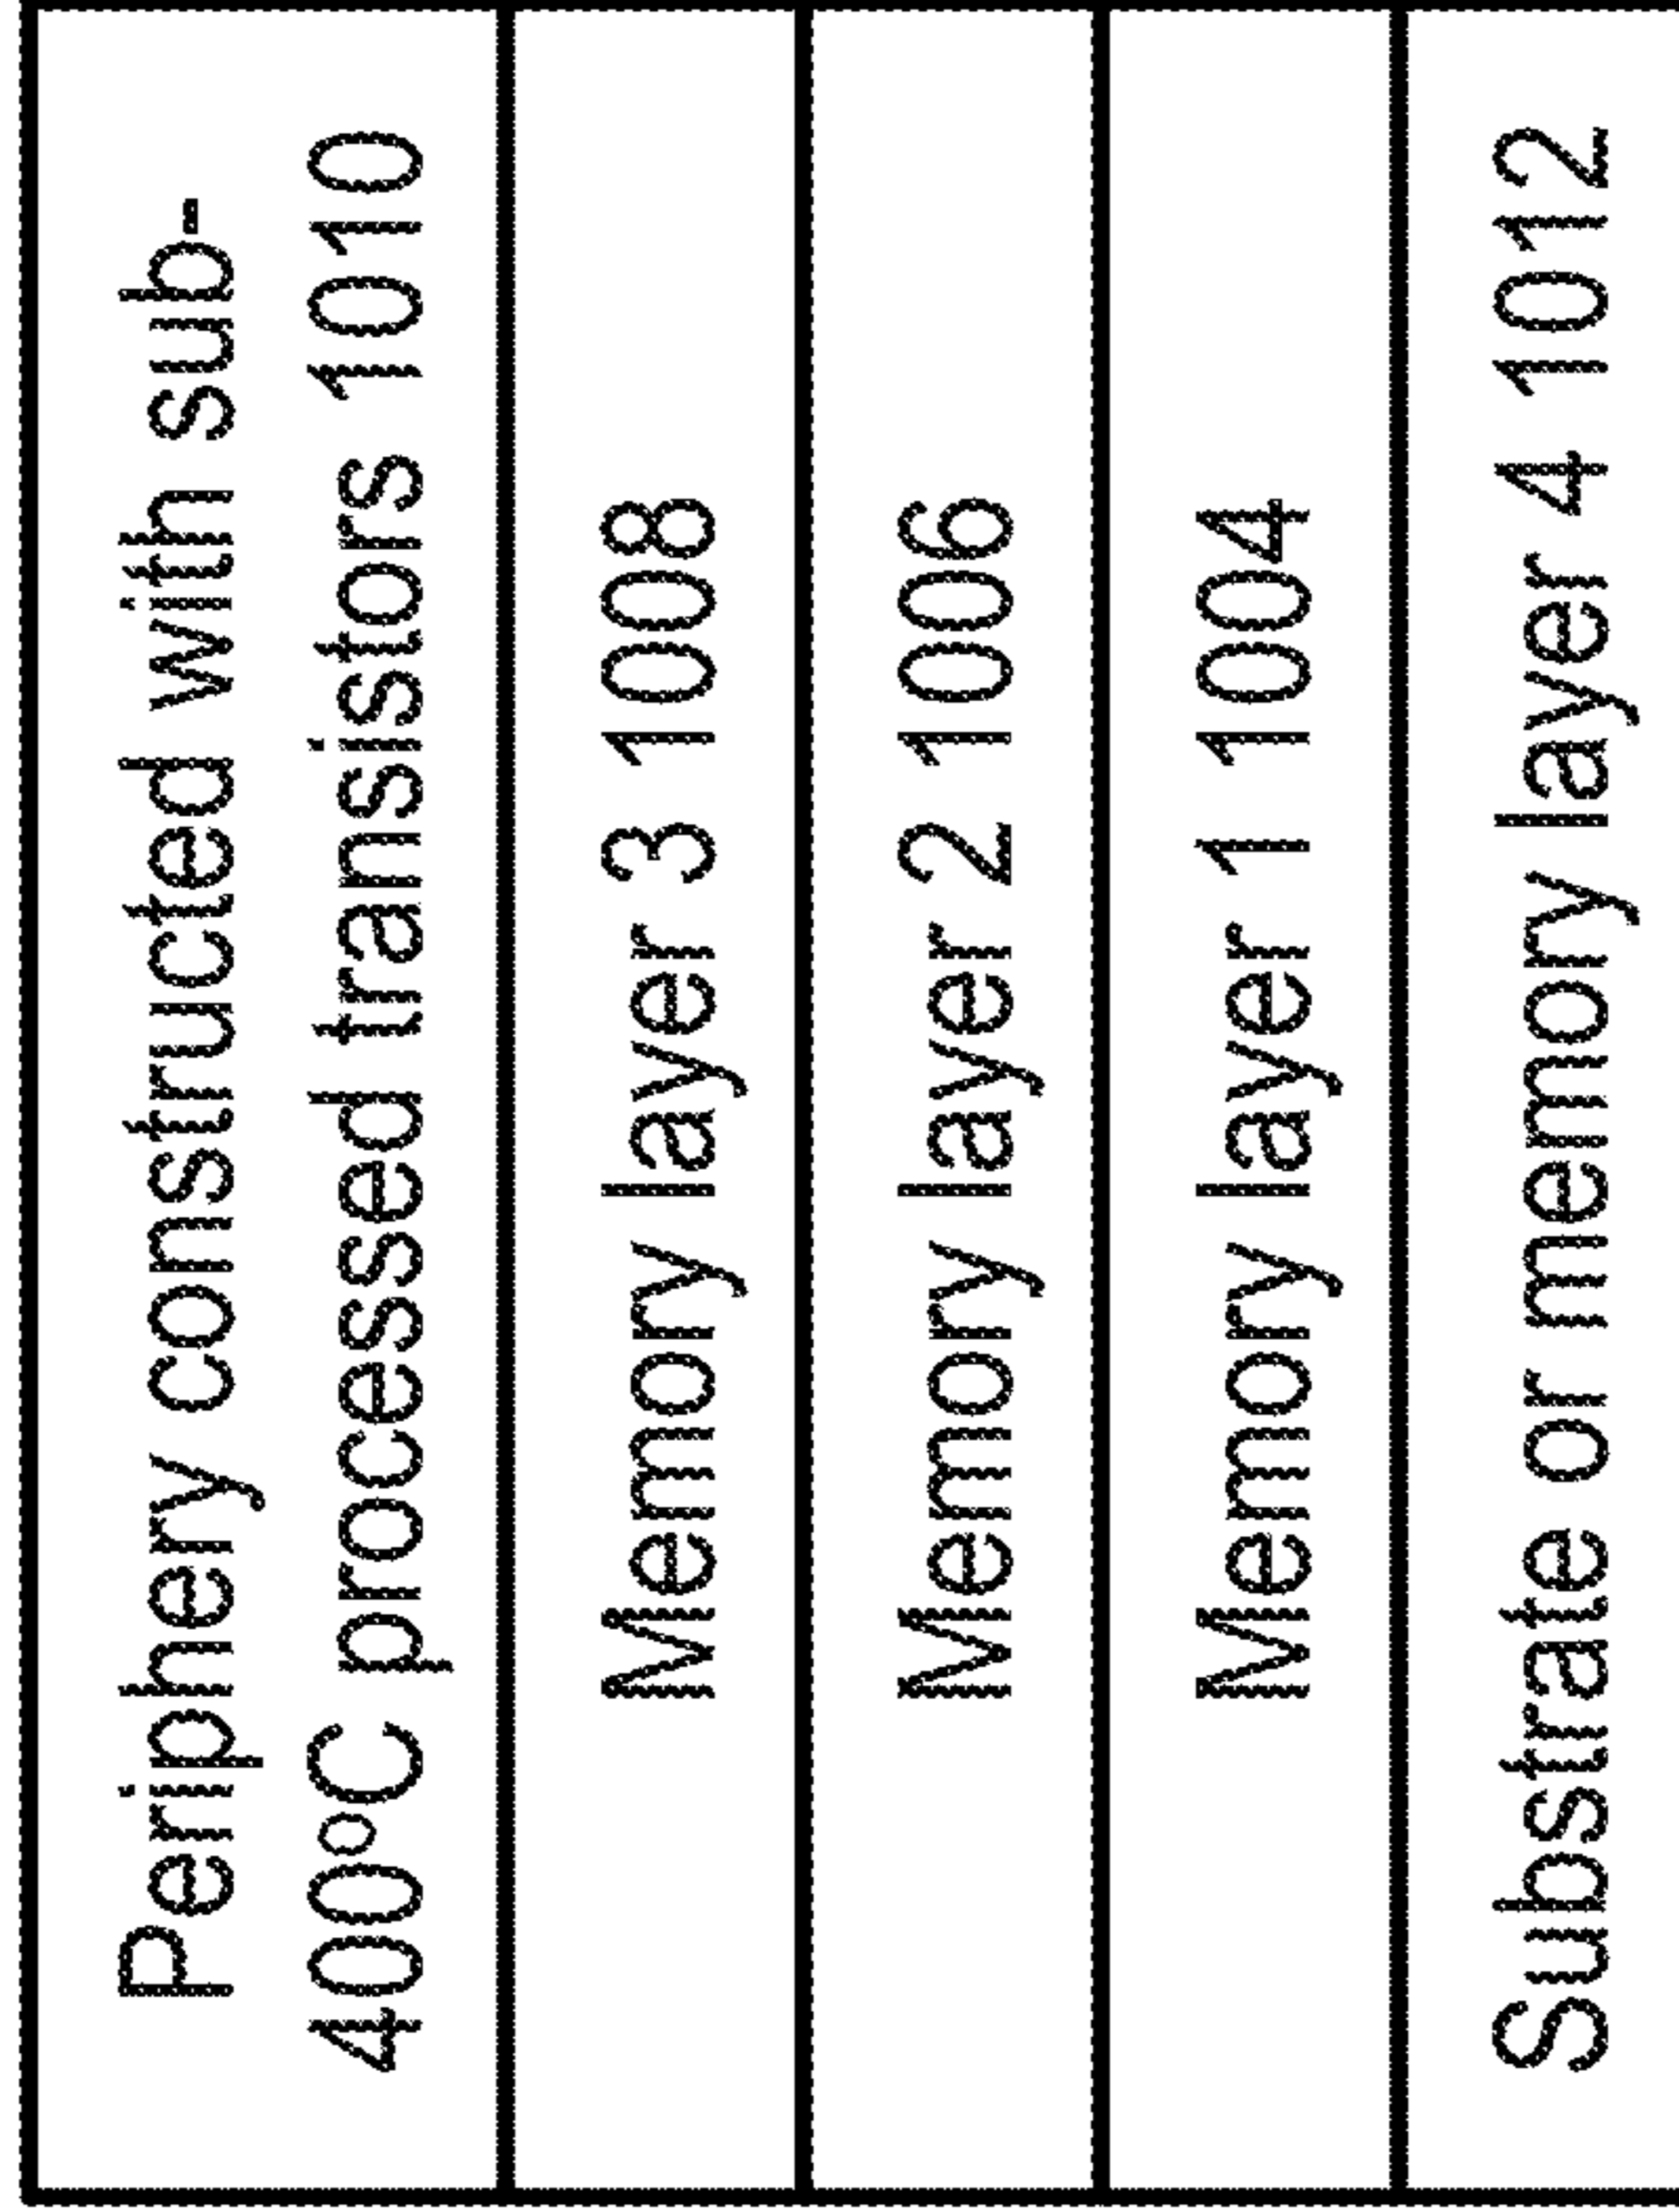 Periphery constructed with sub-
400ºC processed transistors 1010
Memory layer 3 1008
Memory layer 2 1006
Memory layer 1 1004
Substrate or memory layer 4 1012